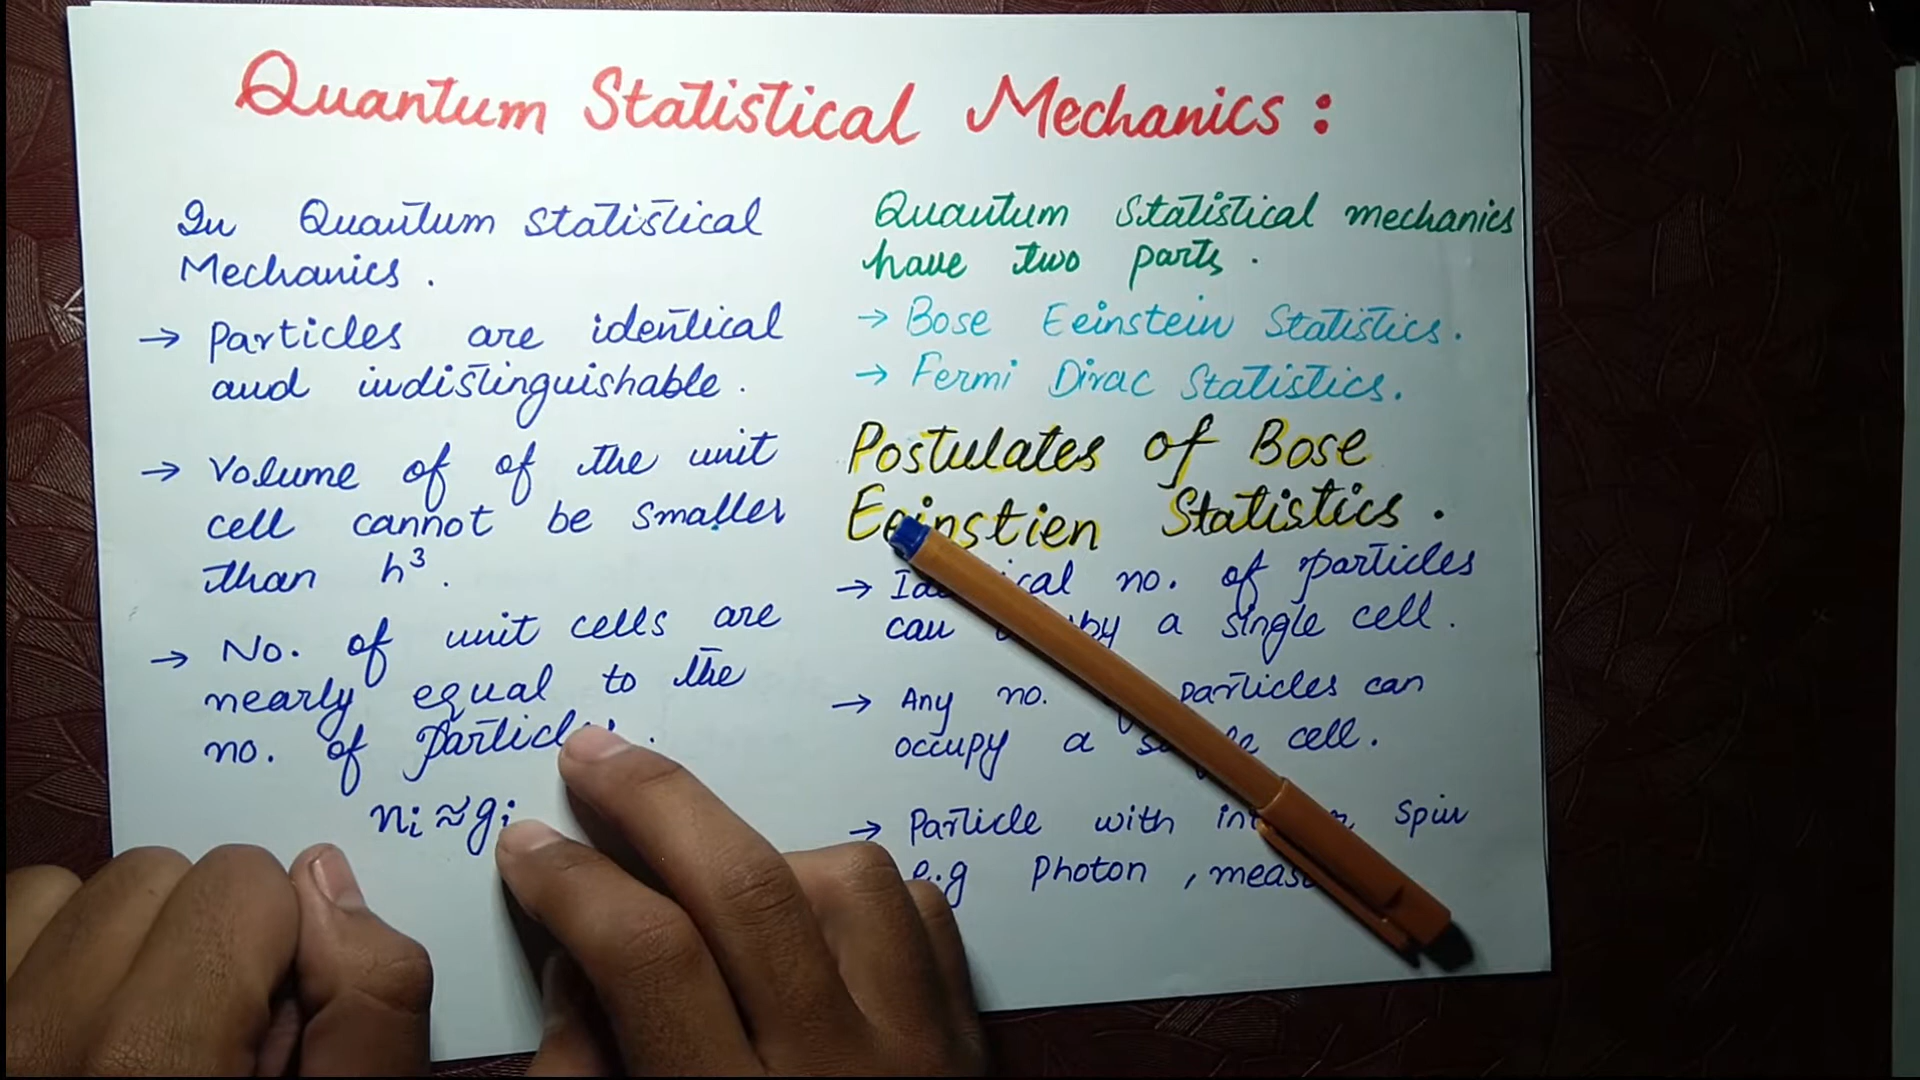 Quantum Statistical Mechanics :
In Quantum Statistical
Mechanics .
→ Particles are identical
and indistinguishable .
→ Volume of of the unit
cell cannot be smaller
than h³ .
→ No. of unit cells are
nearly equal to the
no. of
nᵢ ≈ gᵢ
Quantum Statistical mechanics
have two parts .
→ Bose Eeinstein Statistics .
→ Fermi Dirac Statistics .
Postulates of Bose
Eeinstien Statistics .
→ no. of particles
can a single cell .
→ Any no. particles can
occupy a cell .
→ Particle with spin
e.g Photon ,